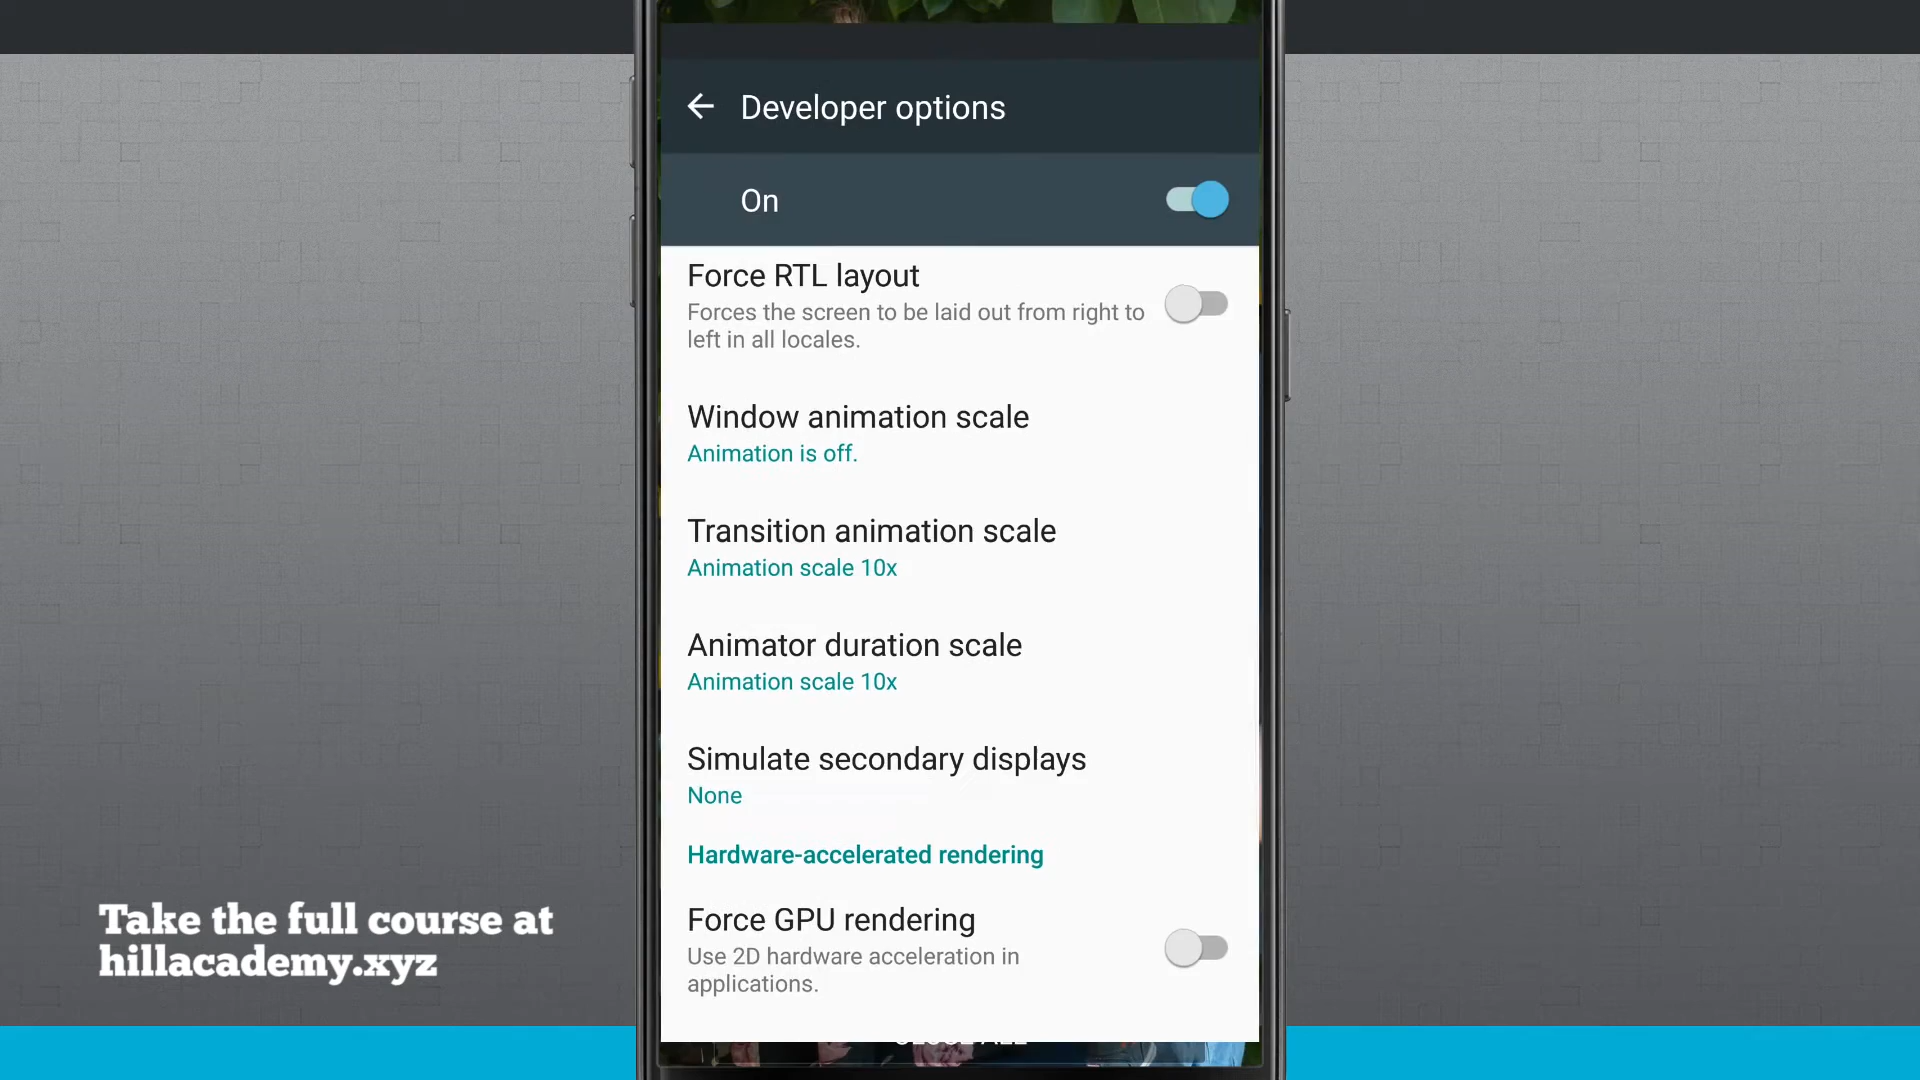 Developer options
On
Force RTL layout
Forces the screen to be laid out from right to
left in all locales.
Window animation scale
Animation is off.
Transition animation scale
Animation scale 10x
Animator duration scale
Animation scale 10x
Simulate secondary displays
None
Hardware-accelerated rendering
Force GPU rendering
Use 2D hardware acceleration in
applications.
CLOSE ALL
Take the full course at
hillacademy.xyz